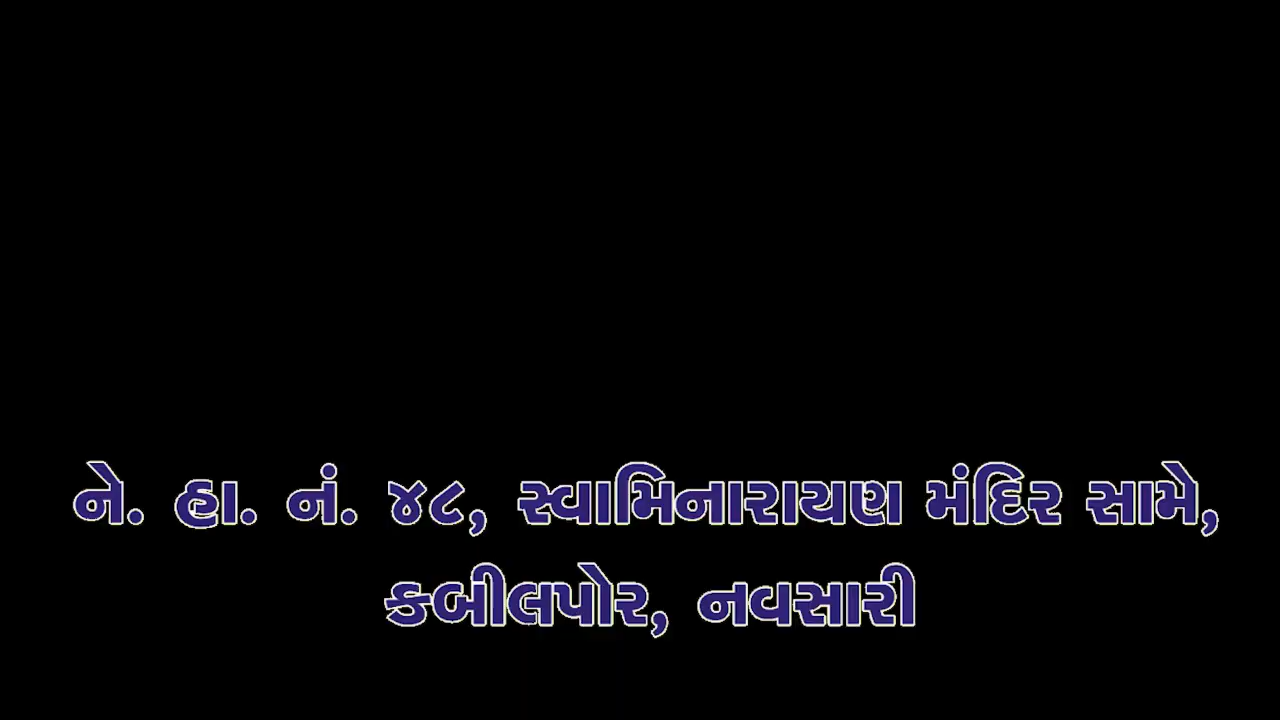 ને. હા. નં. ૪૮, સ્વામિનારાયણ મંદિર સામે,
કબીલપોર, નવસારી